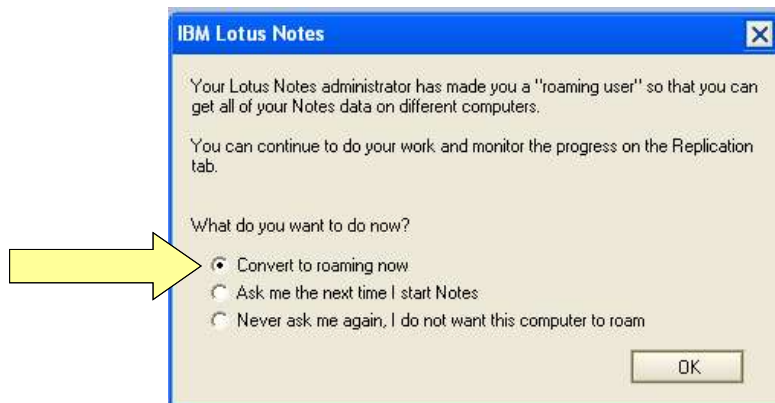 IBM Lotus Notes
Your Lotus Notes administrator has made you a "roaming user" so that you can
get all of your Notes data on different computers.
You can continue to do your work and monitor the progress on the Replication
tab.
What do you want to do now?
Convert to roaming now
Ask me the next time I start Notes
Never ask me again, I do not want this computer to roam
OK